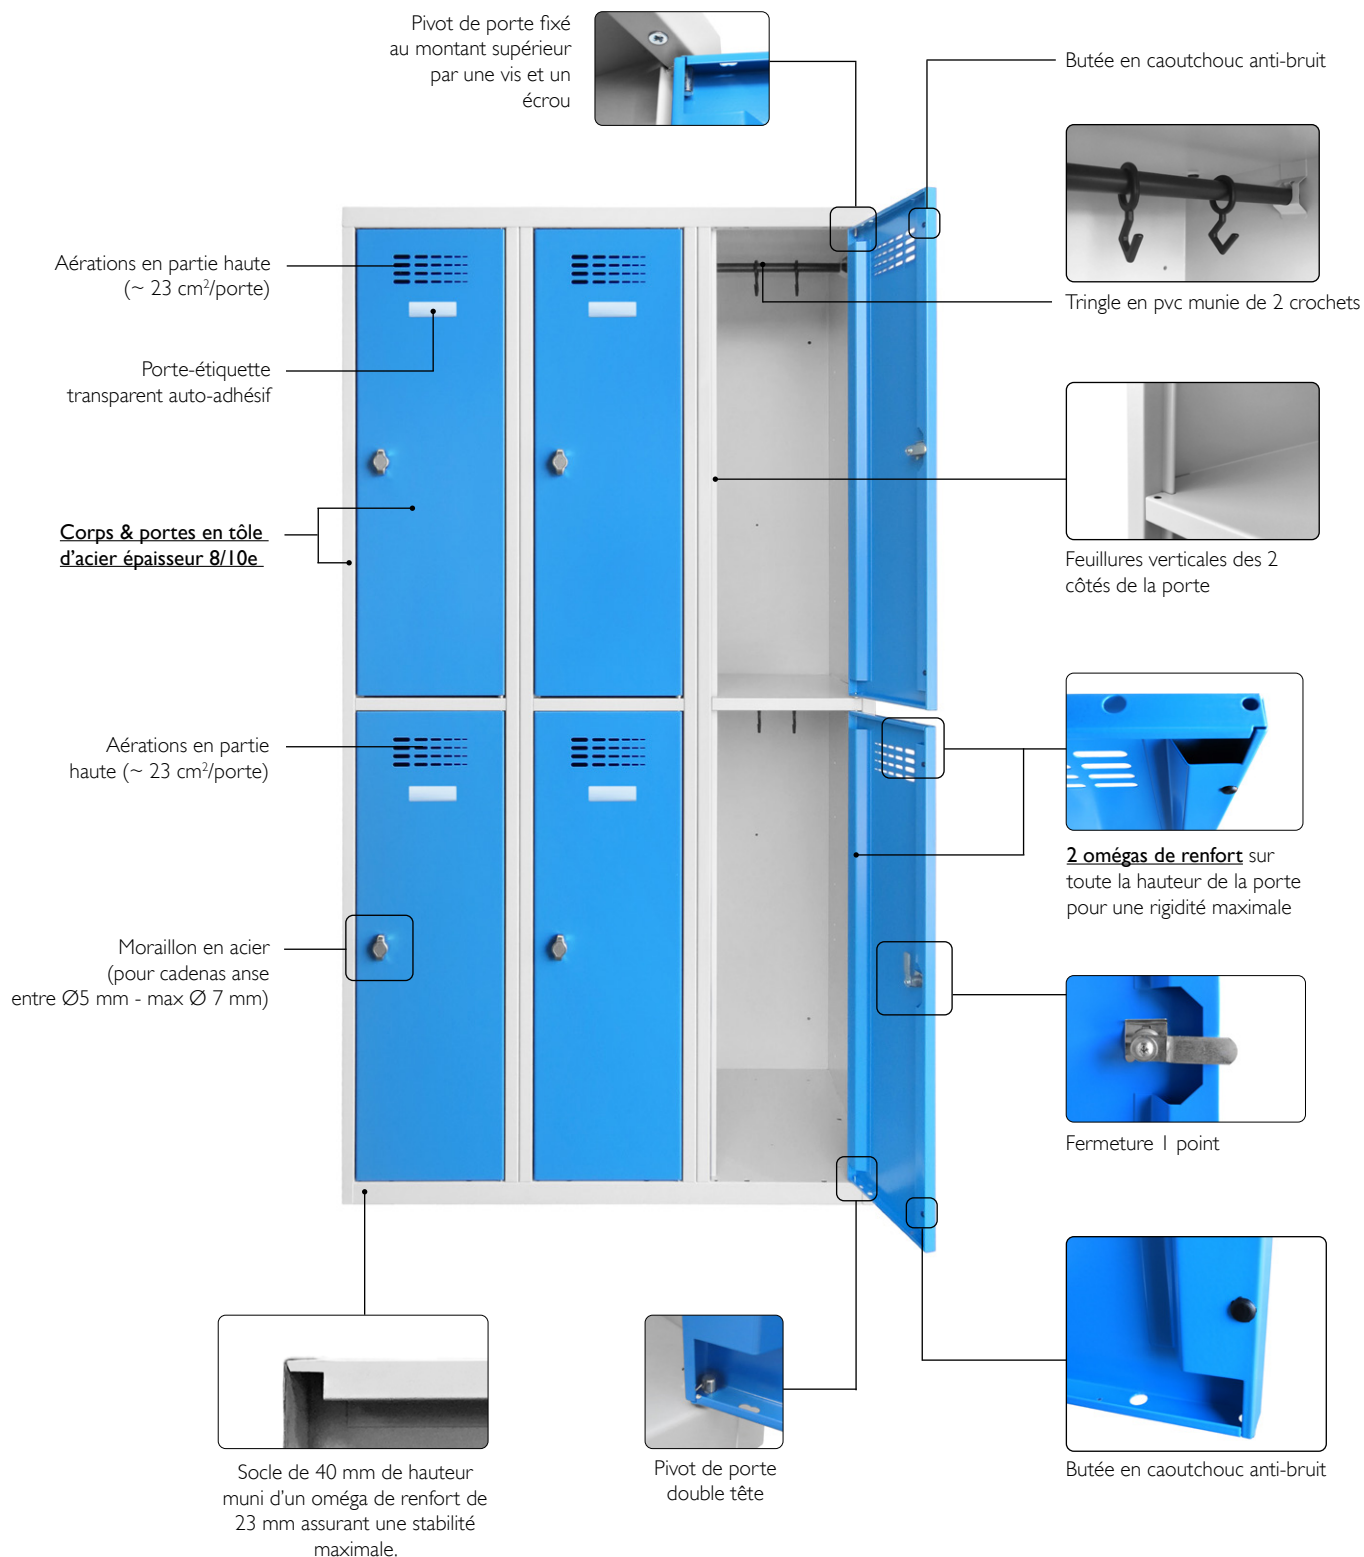 Pivot de porte fixé
au montant supérieur
par une vis et un
écrou
Butée en caoutchouc anti-bruit
Tringle en pvc munie de 2 crochets
Aérations en partie haute
(~ 23 cm²/porte)
Porte-étiquette
transparent auto-adhésif
Corps & portes en tôle
d'acier épaisseur 8/10e
Feuillures verticales des 2
côtés de la porte
Aérations en partie
haute (~ 23 cm²/porte)
2 omégas de renfort sur
toute la hauteur de la porte
pour une rigidité maximale
Moraillon en acier
(pour cadenas anse
entre Ø5 mm - max Ø 7 mm)
Fermeture 1 point
Socle de 40 mm de hauteur
muni d'un oméga de renfort de
23 mm assurant une stabilité
maximale.
Pivot de porte
double tête
Butée en caoutchouc anti-bruit